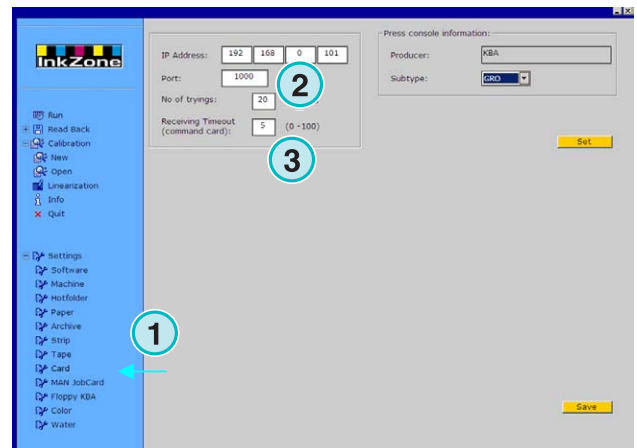 1
InkZone
Run
Read Back
Calibration
New
Open
Linearization
Info
Quit
Settings
Software
Machine
Hotfolder
Paper
Archive
Strip
Tape
Card
MAN JobCard
Floppy KBA
Color
Water
IP Address: 192 168 0 101
Port: 1000
2
No of tryings: 20
Receiving Timeout
(command card): 5 (0 -100)
3
Press console information:
Producer: KBA
Subtype: GRO
Set
Save